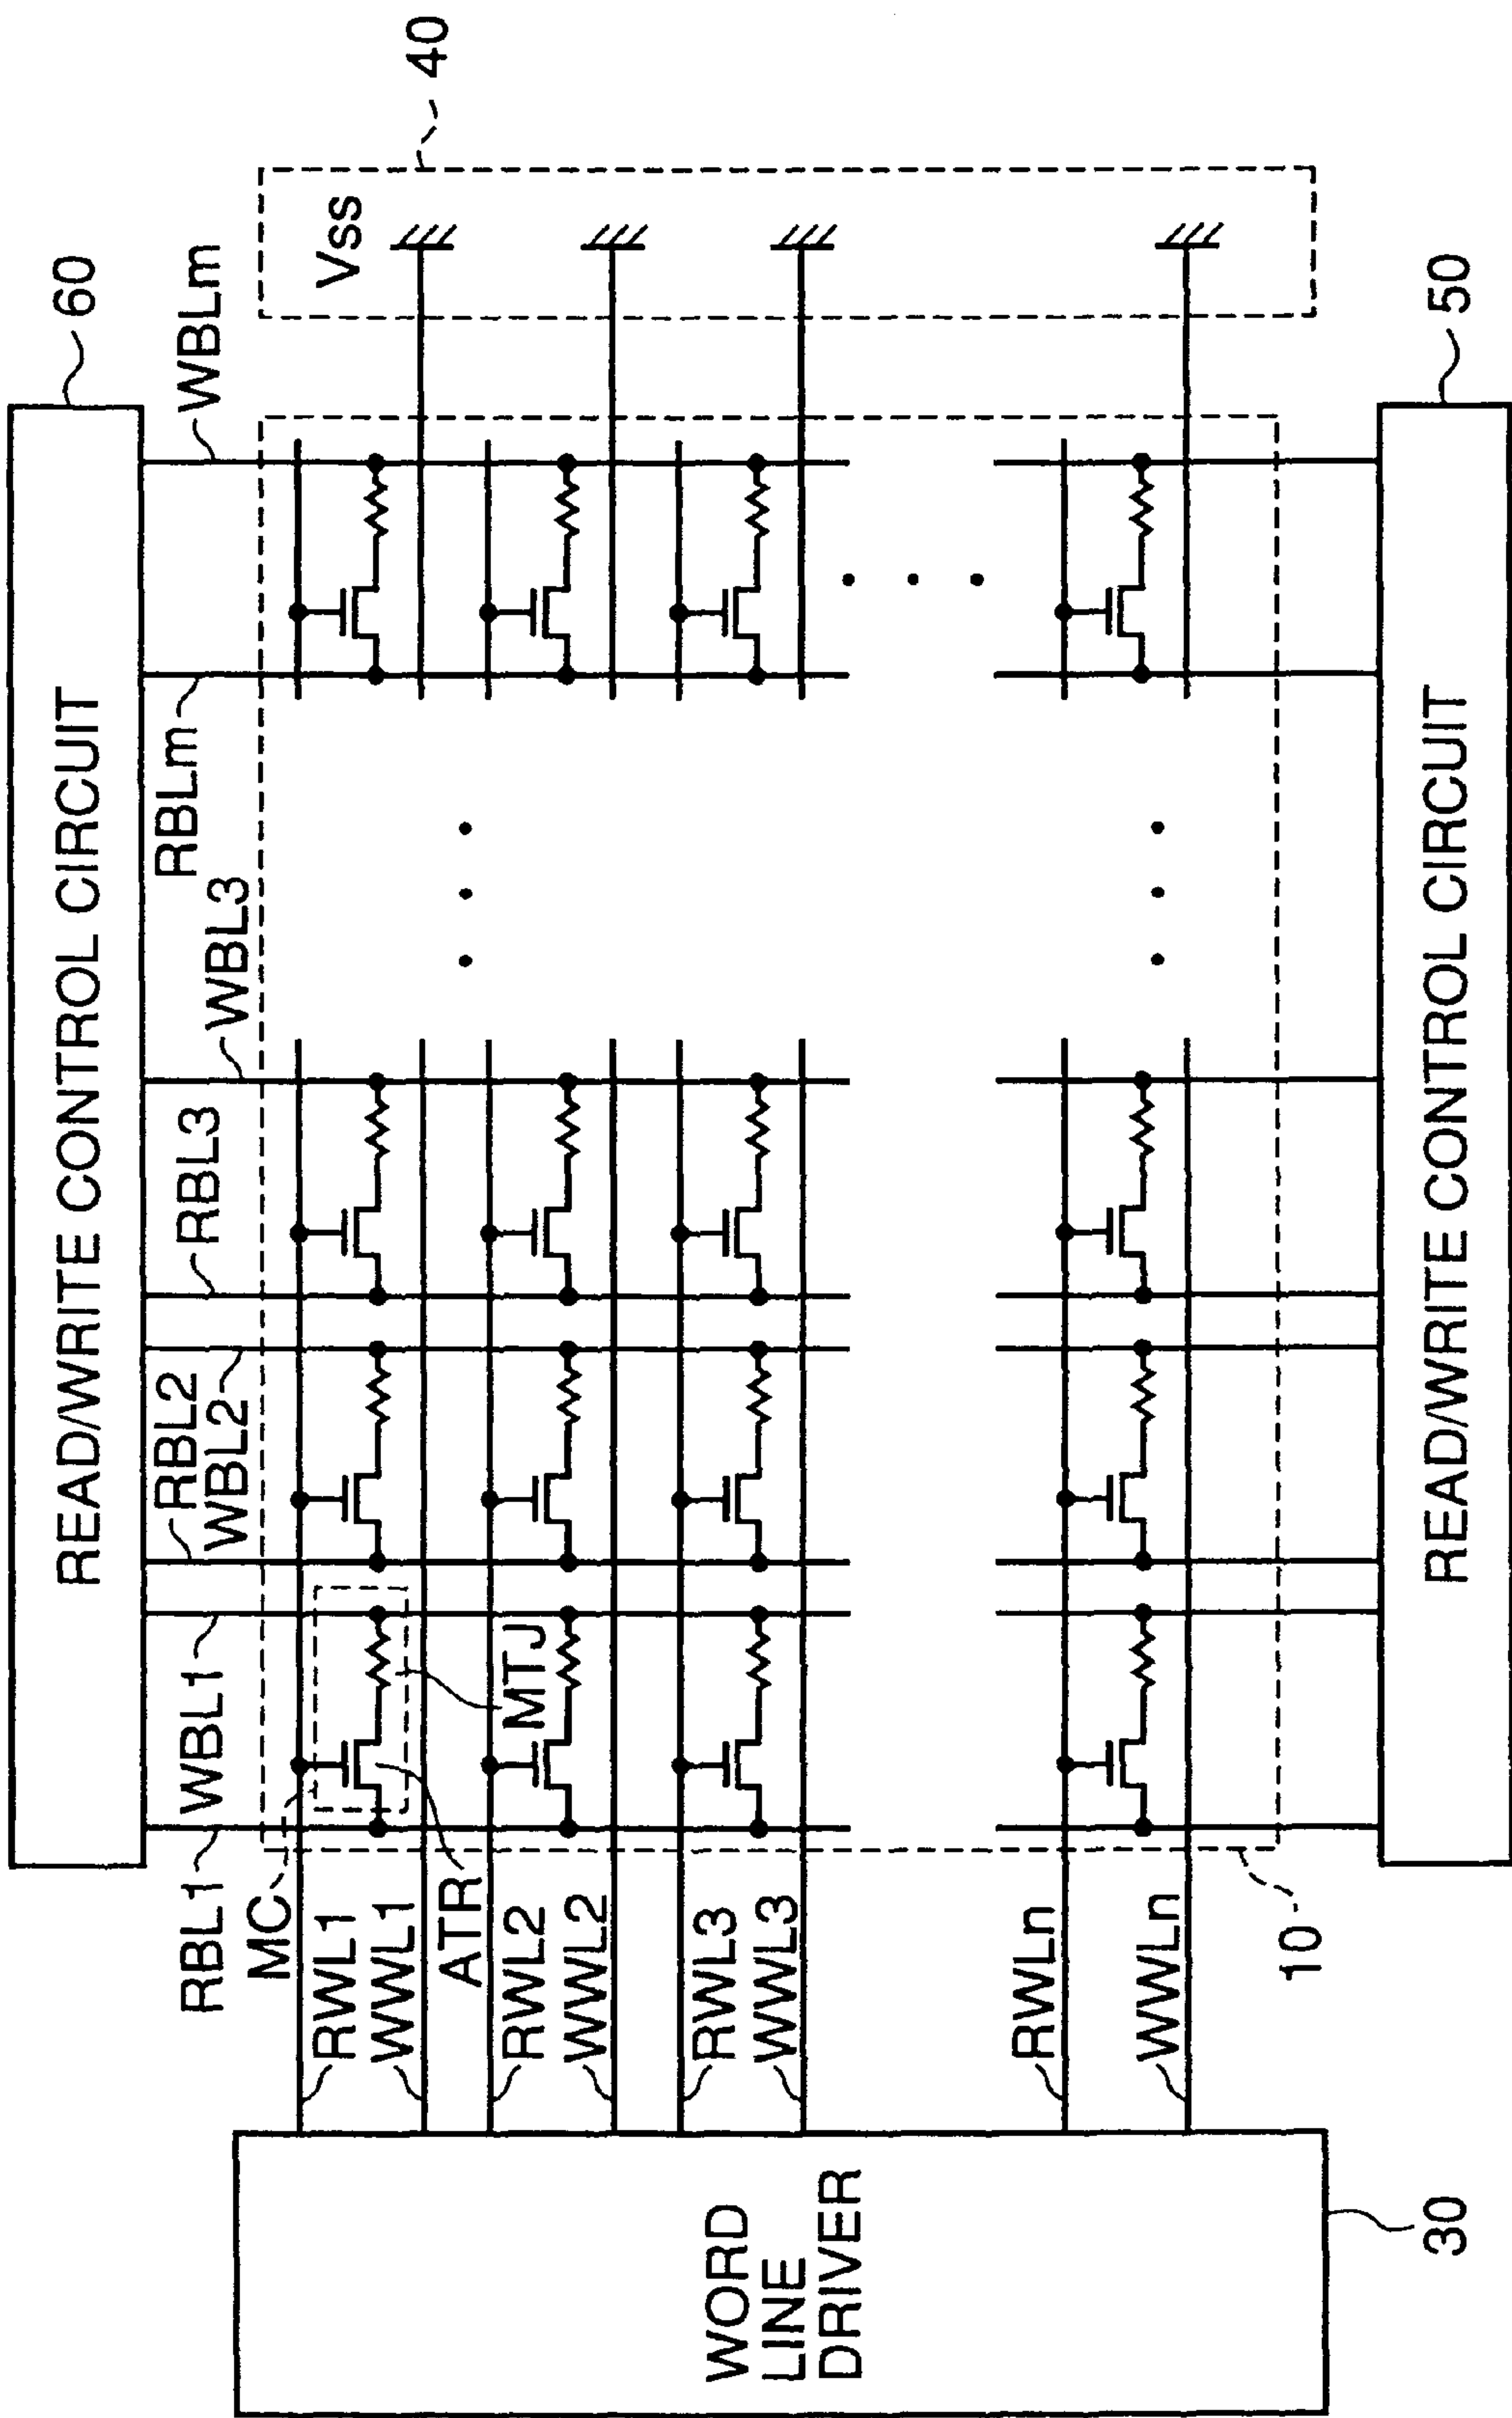 READ/WRITE CONTROL CIRCUIT
60
RBL1
WBL1
RBL2
WBL2
RBL3
WBL3
RBLm
WBLm
40
Vss
MC
RWL1
WWL1
ATR
MTJ
RWL2
WWL2
RWL3
WWL3
RWLn
WWLn
10
WORD
LINE
DRIVER
30
READ/WRITE CONTROL CIRCUIT
50